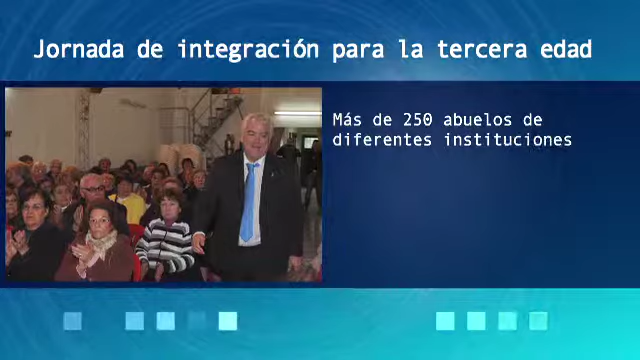 Jornada de integración para la tercera edad
Más de 250 abuelos de
diferentes instituciones